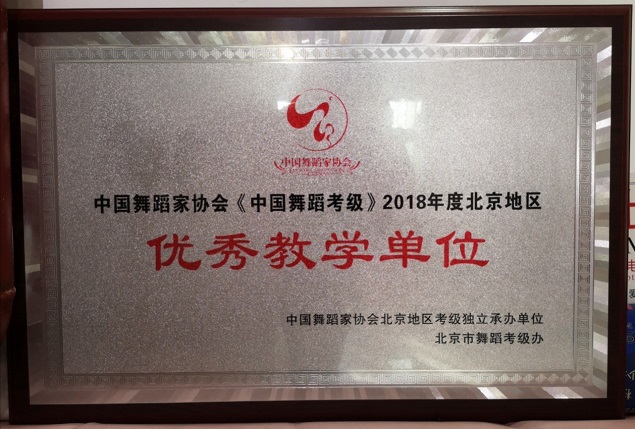 中国舞蹈家协会
中国舞蹈家协会《中国舞蹈考级》2018年度北京地区
优秀教学单位
中国舞蹈家协会北京地区考级独立承办单位
北京市舞蹈考级办